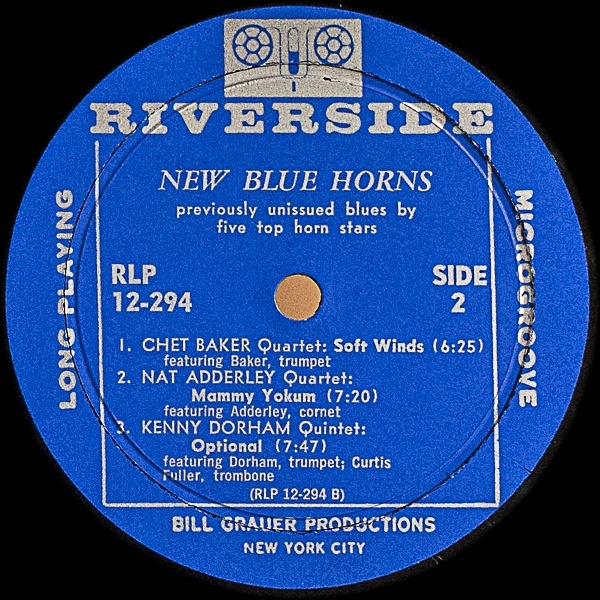 RIVERSIDE
NEW BLUE HORNS
previously unissued blues by
five top horn stars
LONG PLAYING
MICROGROOVE
RLP
12-294
SIDE
2
1. CHET BAKER Quartet: Soft Winds (6:25)
featuring Baker, trumpet
2. NAT ADDERLEY Quartet:
Mammy Yokum (7:20)
featuring Adderley, cornet
3. KENNY DORHAM Quintet:
Optional (7:47)
featuring Dorham, trumpet; Curtis
Fuller, trombone
(RLP 12-294 B)
BILL GRAUER PRODUCTIONS
NEW YORK CITY